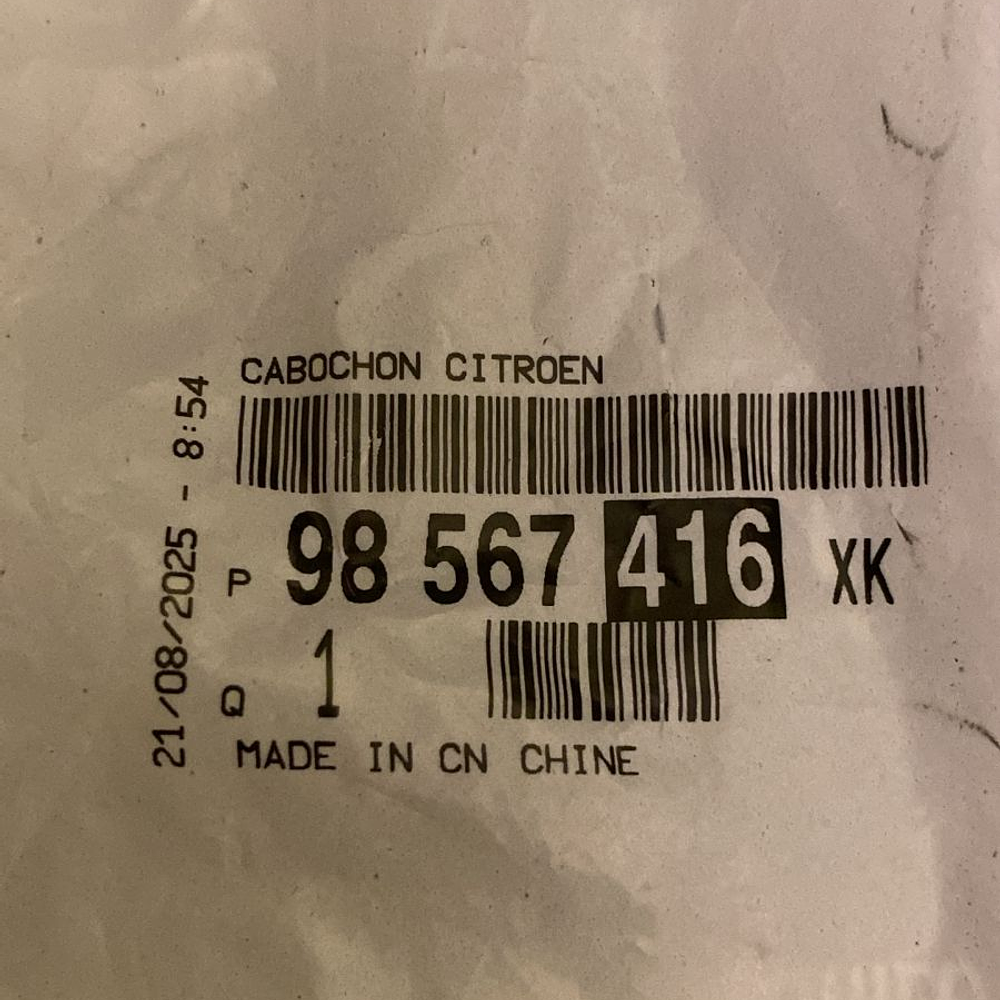 CABOCHON CITROEN
P 98 567 416 XK
Q 1
MADE IN CN CHINE
21/08/2025 - 8:54